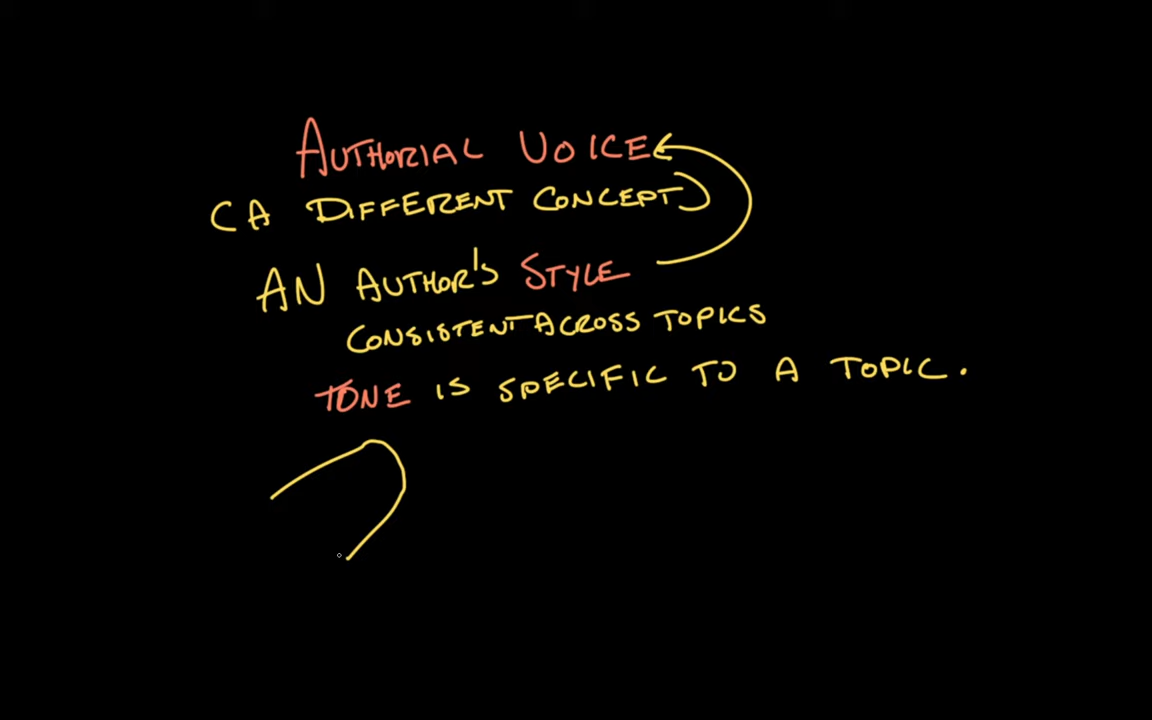 AUTHORIAL VOICE
(A DIFFERENT CONCEPT)
AN AUTHOR'S STYLE
CONSISTENT ACROSS TOPICS
TONE IS SPECIFIC TO A TOPIC.